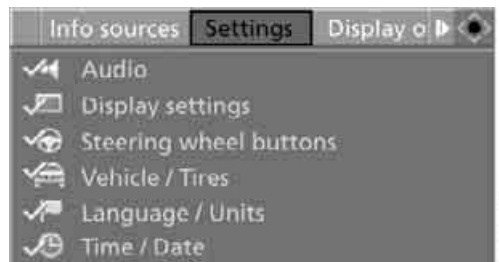 Info sources Settings Display o
Audio
Display settings
Steering wheel buttons
Vehicle / Tires
Language / Units
Time / Date